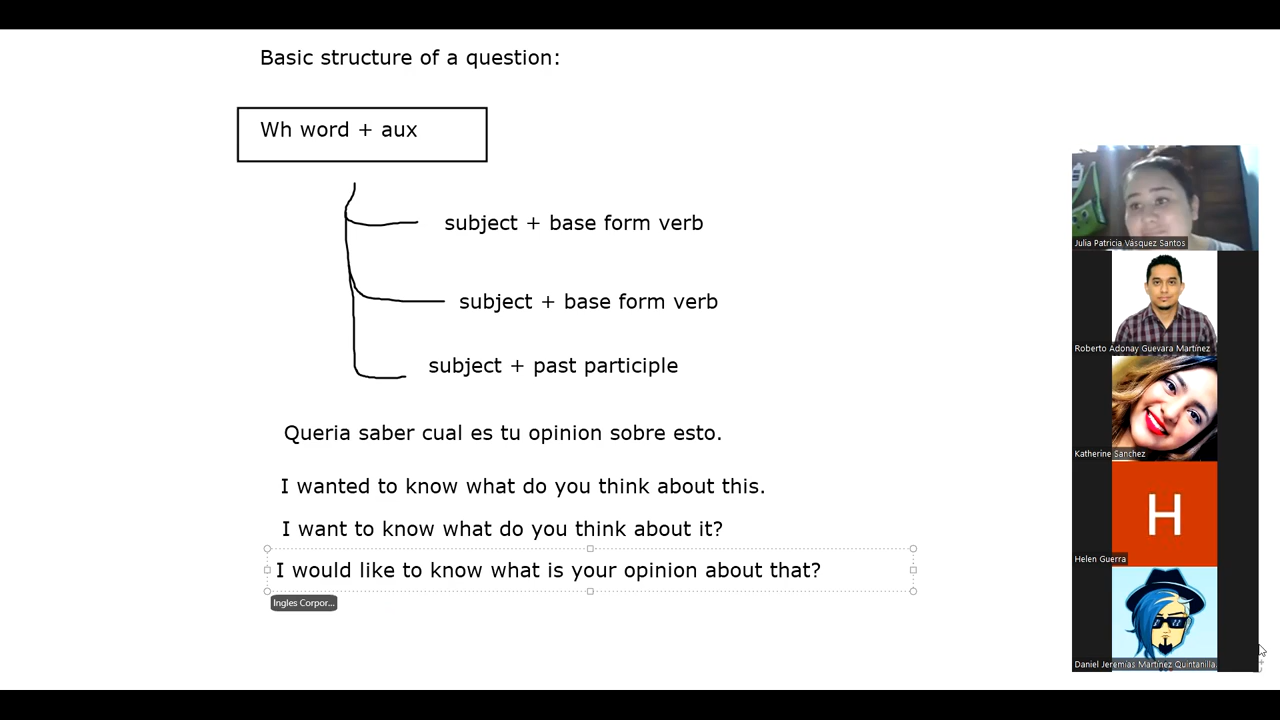 Basic structure of a question:
Wh word + aux
subject + base form verb
subject + base form verb
subject + past participle
Queria saber cual es tu opinion sobre esto.
I wanted to know what do you think about this.
I want to know what do you think about it?
I would like to know what is your opinion about that?
Ingles Corpor...
Julia Patricia Vásquez Santos
Roberto Adonay Guevara Martínez
Katherine Sanchez
H
Helen Guerra
Daniel Jeremías Martínez Quintanilla